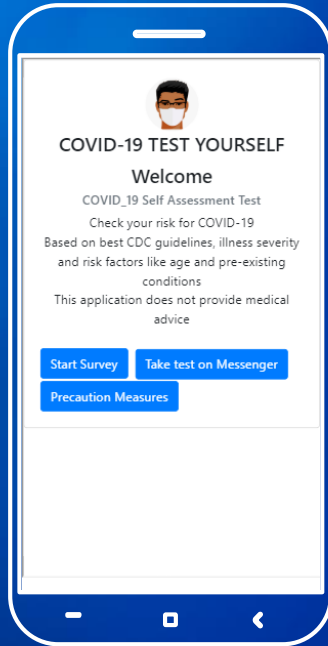 COVID-19 TEST YOURSELF
Welcome
COVID_19 Self Assessment Test
Check your risk for COVID-19
Based on best CDC guidelines, illness severity
and risk factors like age and pre-existing
conditions
This application does not provide medical
advice
Start Survey
Take test on Messenger
Precaution Measures